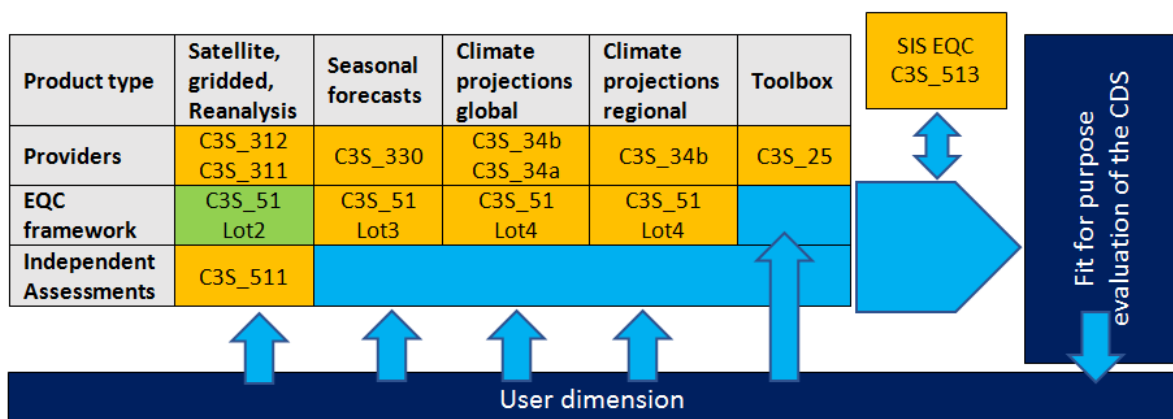 Product type
Satellite,
gridded,
Reanalysis
Seasonal
forecasts
Climate
projections
global
Climate
projections
regional
Toolbox
Providers
C3S_312
C3S_311
C3S_330
C3S_34b
C3S_34a
C3S_34b
C3S_25
EQC
framework
C3S_51
Lot2
C3S_51
Lot3
C3S_51
Lot4
C3S_51
Lot4
Independent
Assessments
C3S_511
SIS EQC
C3S_513
Fit for purpose
evaluation of the CDS
User dimension